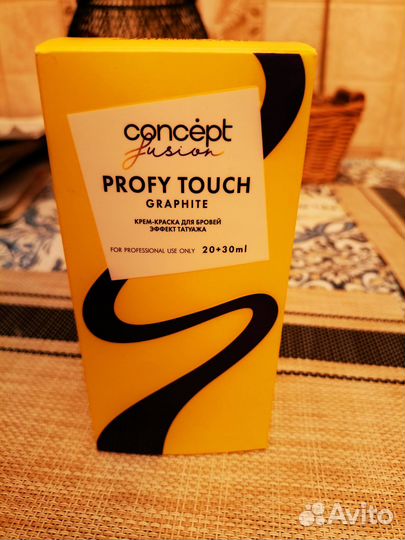 concept
fusion
PROFY TOUCH
GRAPHITE
КРЕМ-КРАСКА ДЛЯ БРОВЕЙ
ЭФФЕКТ ТАТУАЖА
FOR PROFESSIONAL USE ONLY 20+30ml
Avito